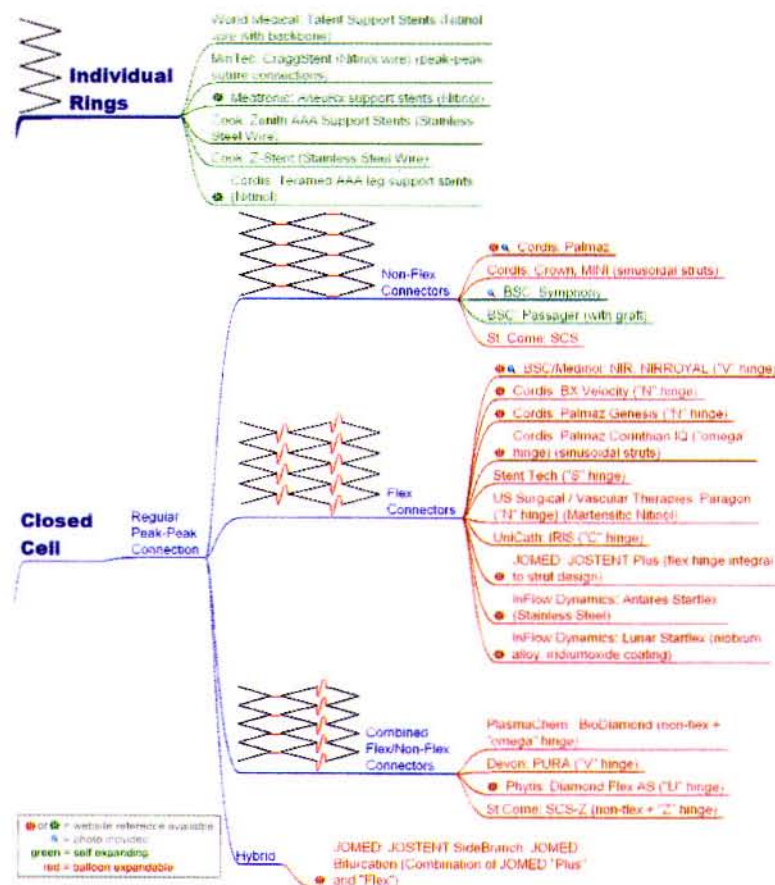 World Medical: Talent Support Stents (Nitinol
wire with backbone)
MinTec: CraggStent (Nitinol wire) (peak-peak
suture connections)
Individual
Rings
Medtronic: AneuRx support stents (Nitinol)
Cook: Zenith AAA Support Stents (Stainless
Steel Wire)
Cook: Z-Stent (Stainless Steel Wire)
Cordis: Teramed AAA leg support stents
(Nitinol)
Non-Flex
Connectors
Cordis: Palmaz
Cordis: Crown, MINI (sinusoidal struts)
BSC: Symphony
BSC: Passager (with graft)
St. Come: SCS
BSC/Medinol: NIR, NIRROYAL ("V" hinge)
Cordis: BX Velocity ("N" hinge)
Cordis: Palmaz Genesis ("N" hinge)
Cordis: Palmaz Corinthian IQ ("omega"
hinge) (sinusoidal struts)
Flex
Connectors
Stent Tech ("S" hinge)
US Surgical / Vascular Therapies: Paragon
("N" hinge) (Martensitic Nitinol)
UniCath: IRIS ("C" hinge)
JOMED: JOSTENT Plus (flex hinge integral
to strut design)
InFlow Dynamics: Antares Starflex
(Stainless Steel)
InFlow Dynamics: Lunar Starflex (niobium
alloy, iridiumoxide coating)
Closed
Cell
Regular
Peak-Peak
Connection
Combined
Flex/Non-Flex
Connectors
PlasmaChem: BioDiamond (non-flex +
"omega" hinge)
Devon: PURA ("V" hinge)
Phytis: Diamond Flex AS ("U" hinge)
St Come: SCS-Z (non-flex + "Z" hinge)
Hybrid
JOMED: JOSTENT SideBranch, JOMED
Bifurcation (Combination of JOMED "Plus"
and "Flex")
or = website reference available
= photo included
green = self expanding
red = balloon expandable